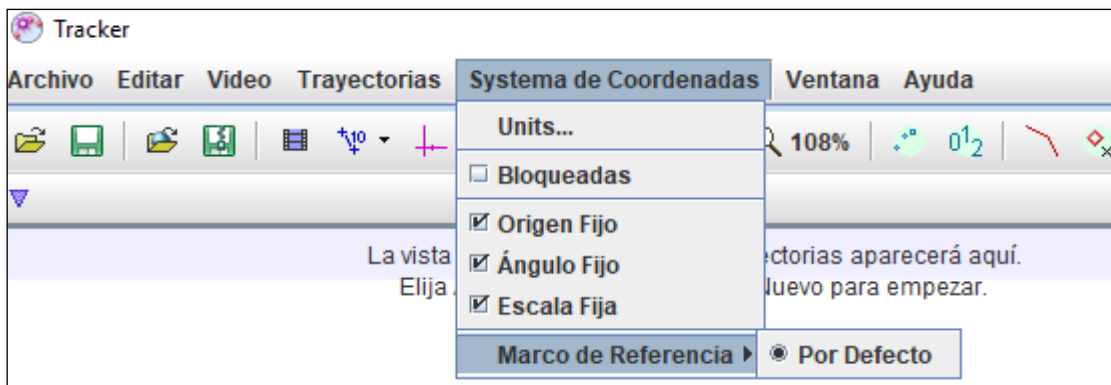 Tracker
Archivo Editar Video Trayectorias Systema de Coordenadas Ventana Ayuda
Units...
108%
Bloqueadas
Origen Fijo
La vista ctorias aparecerá aquí.
Ángulo Fijo
Elija Nuevo para empezar.
Escala Fija
Marco de Referencia Por Defecto